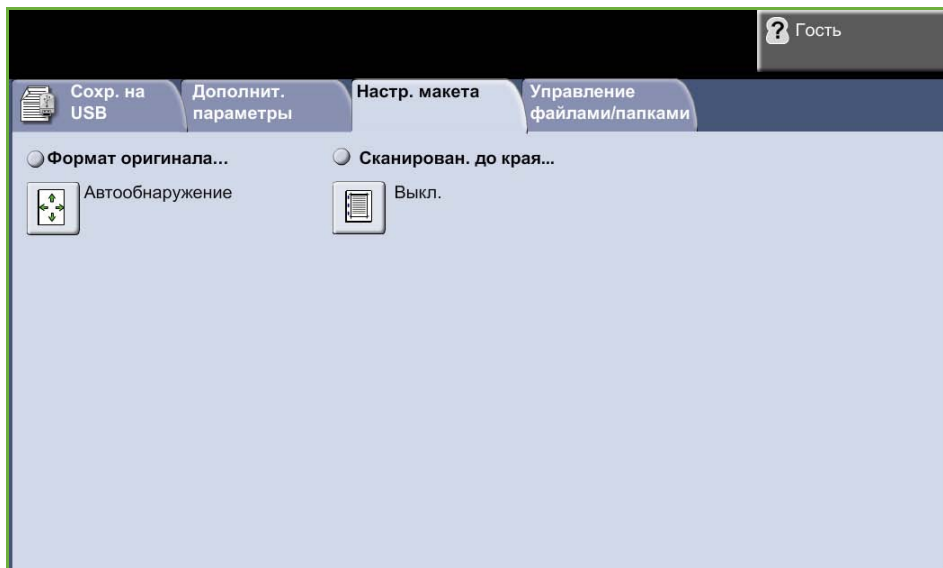 Гость
Сохр. на
USB
Дополнит.
параметры
Настр. макета
Управление
файлами/папками
Формат оригинала...
Автообнаружение
Сканирован. до края...
Выкл.